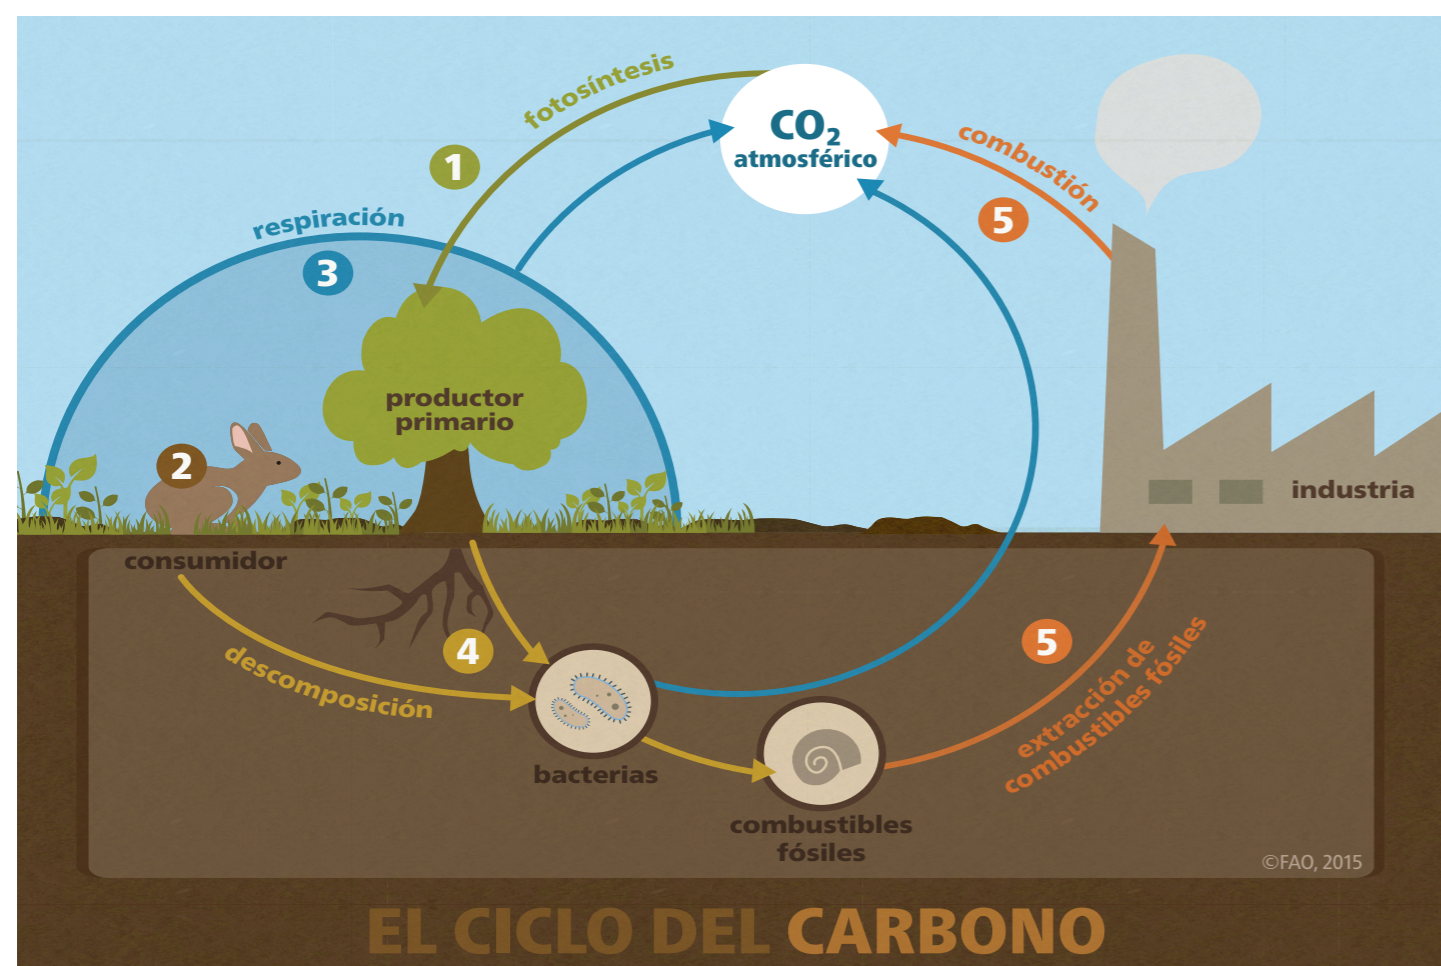 fotosíntesis
CO₂
atmosférico
combustión
1
5
respiración
3
productor
primario
2
industria
consumidor
4
5
descomposición
extracción de
combustibles fósiles
bacterias
combustibles
fósiles
©FAO, 2015
EL CICLO DEL CARBONO